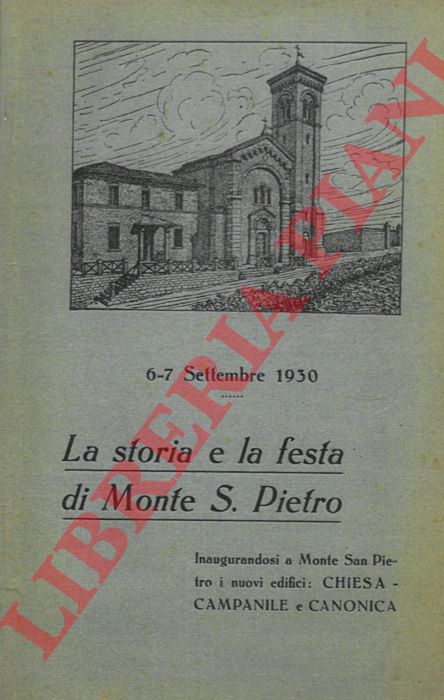 6-7 Settembre 1930
La storia e la festa
di Monte S. Pietro
Inaugurandosi a Monte San Pie-
tro i nuovi edifici: CHIESA -
CAMPANILE e CANONICA
LIBRERIA PIANI